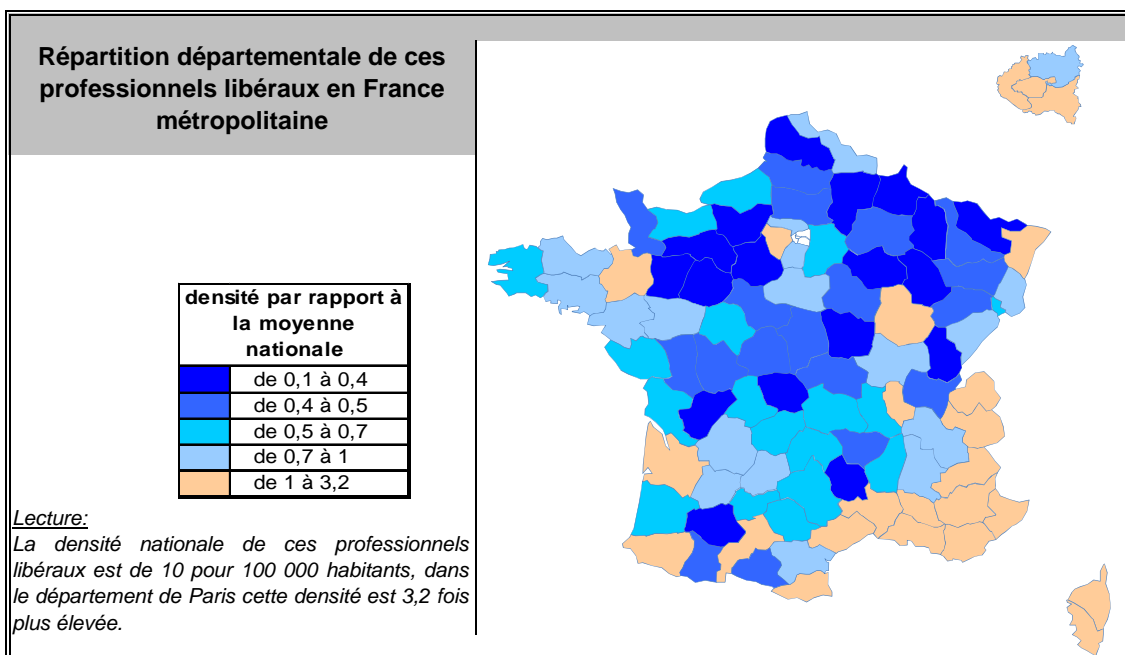 Répartition départementale de ces
professionnels libéraux en France
métropolitaine
densité par rapport à
la moyenne
nationale
de 0,1 à 0,4
de 0,4 à 0,5
de 0,5 à 0,7
de 0,7 à 1
de 1 à 3,2
Lecture:
La densité nationale de ces professionnels
libéraux est de 10 pour 100 000 habitants, dans
le département de Paris cette densité est 3,2 fois
plus élevée.